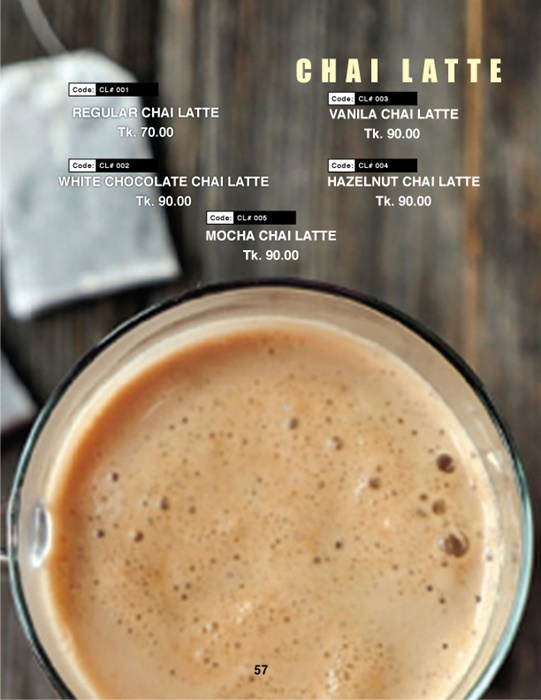 CHAI LATTE
Code: CL# 001
REGULAR CHAI LATTE
Tk. 70.00
Code: CL# 003
VANILA CHAI LATTE
Tk. 90.00
Code: CL# 002
WHITE CHOCOLATE CHAI LATTE
Tk. 90.00
Code: CL# 004
HAZELNUT CHAI LATTE
Tk. 90.00
Code: CL# 005
MOCHA CHAI LATTE
Tk. 90.00
57